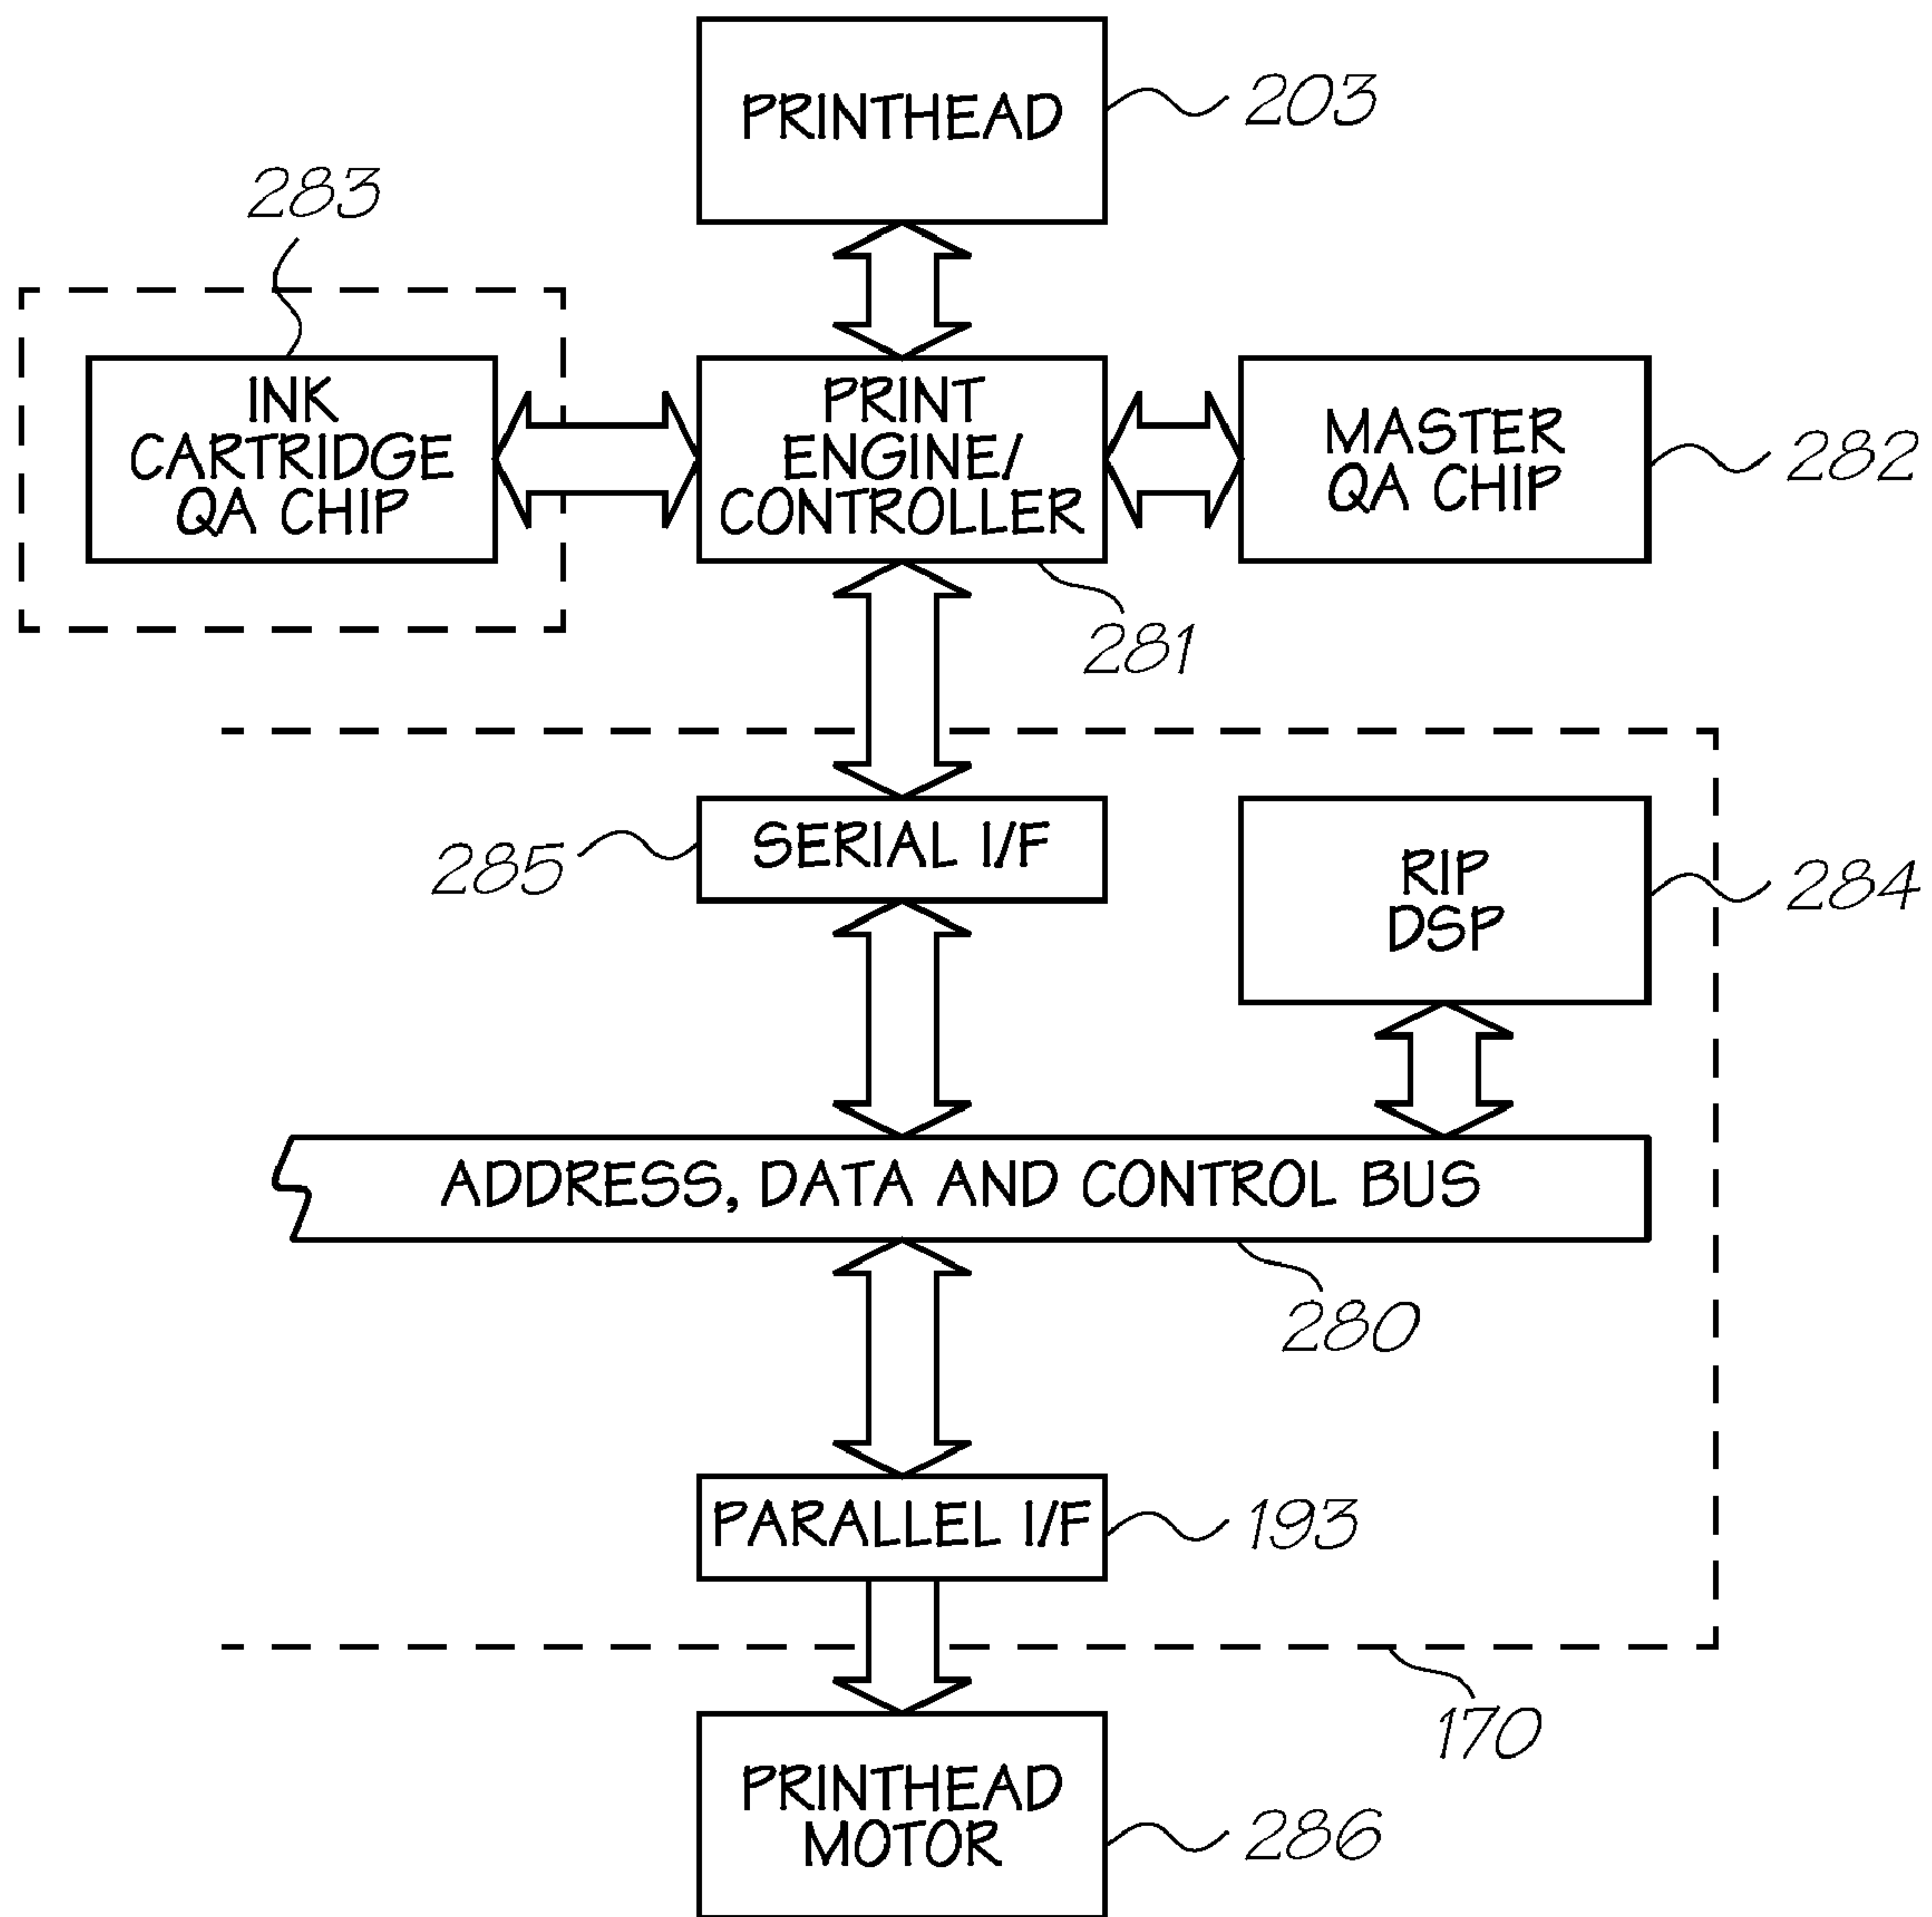 PRINTHEAD
203
283
INK
CARTRIDGE
QA CHIP
PRINT
ENGINE/
CONTROLLER
MASTER
QA CHIP
282
281
SERIAL I/F
285
RIP
DSP
284
ADDRESS, DATA AND CONTROL BUS
280
PARALLEL I/F
193
170
PRINTHEAD
MOTOR
286